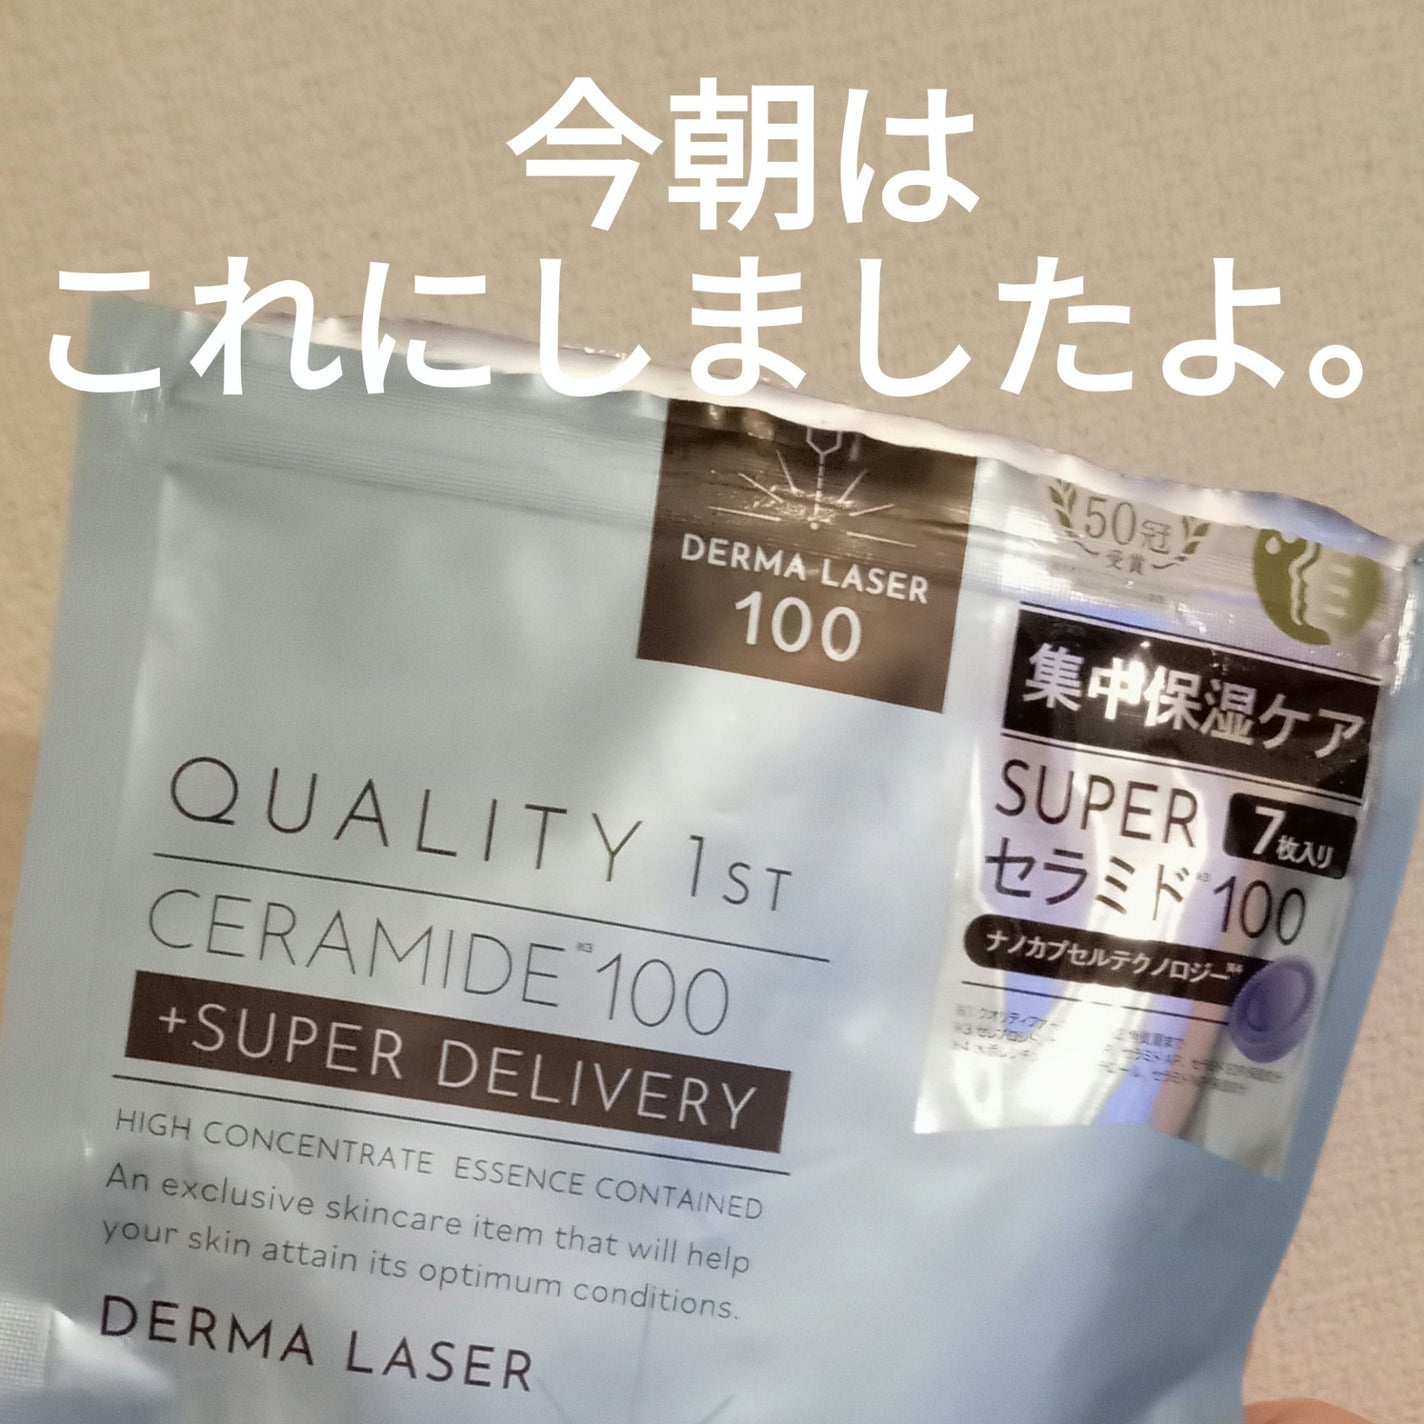 今朝は
これにしましたよ。
DERMA LASER
100
50冠
受賞
集中保湿ケア
SUPER
7枚入り
セラミド※3 100
ナノカプセルテクノロジー※4
QUALITY 1ST
CERAMIDE※3 100
+SUPER DELIVERY
HIGH CONCENTRATE ESSENCE CONTAINED
An exclusive skincare item that will help
your skin attain its optimum conditions.
DERMA LASER